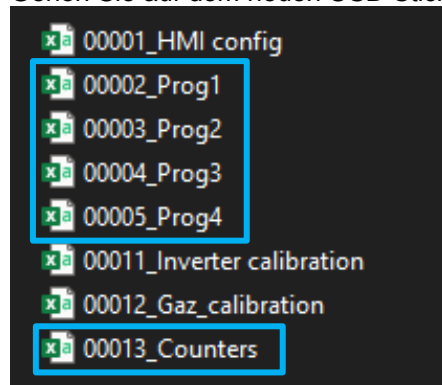 00001_HMI config
00002_Prog1
00003_Prog2
00004_Prog3
00005_Prog4
00011_Inverter calibration
00012_Gaz_calibration
00013_Counters